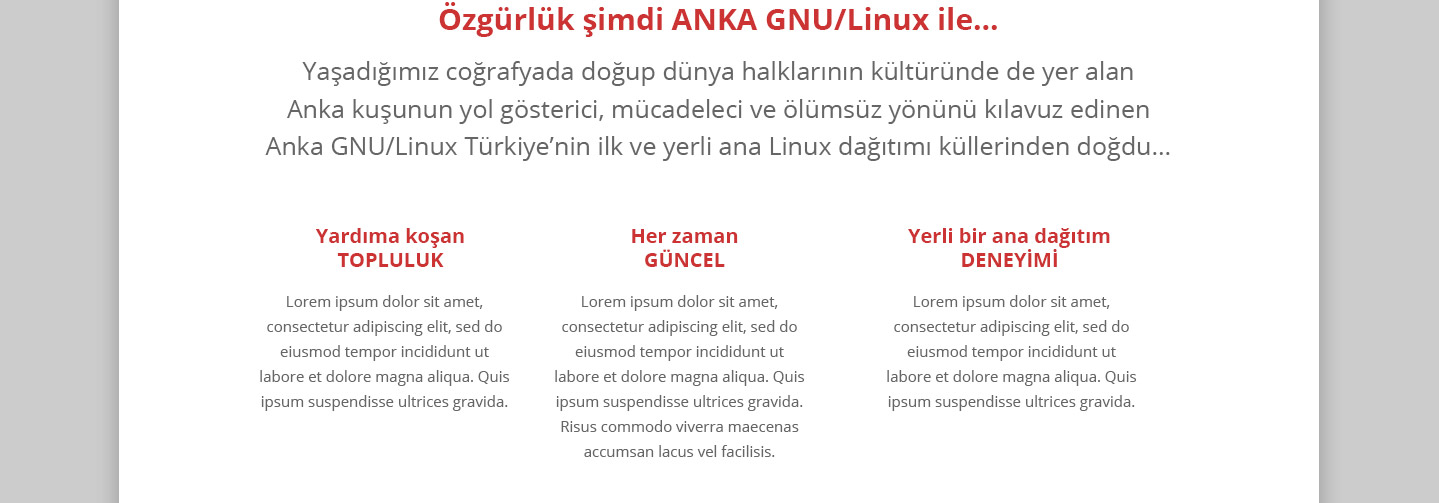 Özgürlük şimdi ANKA GNU/Linux ile...
Yaşadığımız coğrafyada doğup dünya halklarının kültüründe de yer alan
Anka kuşunun yol gösterici, mücadeleci ve ölümsüz yönünü kılavuz edinen
Anka GNU/Linux Türkiye’nin ilk ve yerli ana Linux dağıtımı küllerinden doğdu...
Yardıma koşan
TOPLULUK
Lorem ipsum dolor sit amet,
consectetur adipiscing elit, sed do
eiusmod tempor incididunt ut
labore et dolore magna aliqua. Quis
ipsum suspendisse ultrices gravida.
Her zaman
GÜNCEL
Lorem ipsum dolor sit amet,
consectetur adipiscing elit, sed do
eiusmod tempor incididunt ut
labore et dolore magna aliqua. Quis
ipsum suspendisse ultrices gravida.
Risus commodo viverra maecenas
accumsan lacus vel facilisis.
Yerli bir ana dağıtım
DENEYİMİ
Lorem ipsum dolor sit amet,
consectetur adipiscing elit, sed do
eiusmod tempor incididunt ut
labore et dolore magna aliqua. Quis
ipsum suspendisse ultrices gravida.